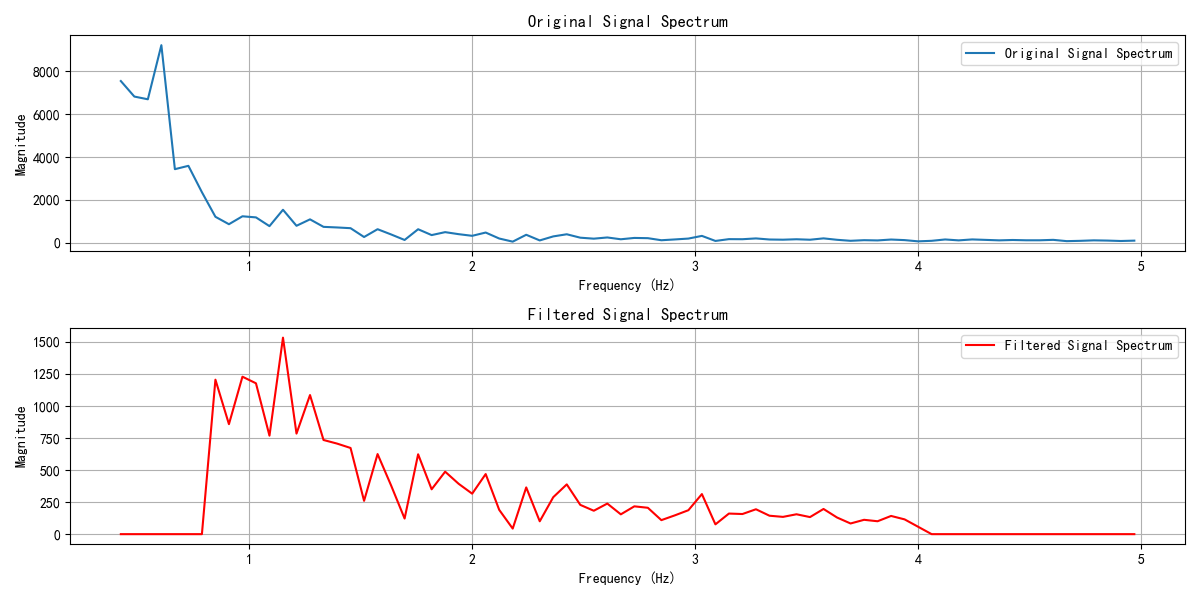 Original Signal Spectrum
Original Signal Spectrum
8000
6000
4000
2000
0
Magnitude
1 2 3 4 5
Frequency (Hz)
Filtered Signal Spectrum
Filtered Signal Spectrum
1500
1250
1000
750
500
250
0
Magnitude
1 2 3 4 5
Frequency (Hz)